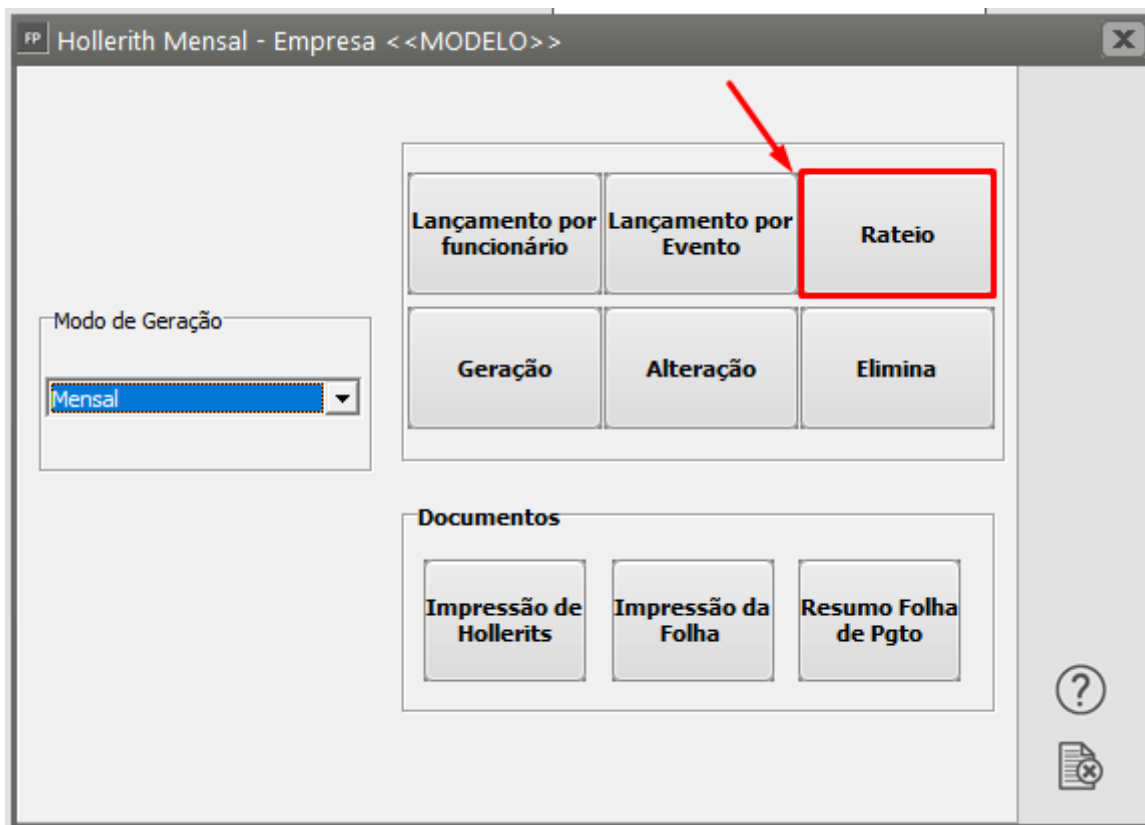 FP Hollerith Mensal - Empresa <<MODELO>>
Lançamento por
funcionário
Lançamento por
Evento
Rateio
Modo de Geração
Mensal
Geração
Alteração
Elimina
Documentos
Impressão de
Hollerits
Impressão da
Folha
Resumo Folha
de Pgto
?